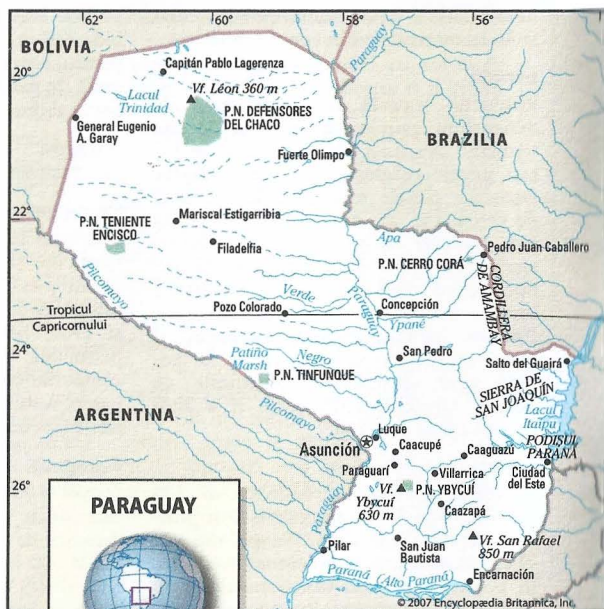 62°
60°
58°
56°
BOLIVIA
20°
Capitán Pablo Lagerenza
Paraguay
Lacul
Trinidad
Vf. Léon 360 m
P.N. DEFENSORES
DEL CHACO
General Eugenio
A. Garay
BRAZILIA
Fuerte Olimpo
22°
P.N. TENIENTE
ENCISO
Mariscal Estigarribia
Filadelfia
Apa
Pedro Juan Caballero
P.N. CERRO CORÁ
CORDILLERA
DE AMAMBAY
Pilcomayo
Verde
Paraguay
Pozo Colorado
Concepción
Tropicul
Capricornului
Ypané
24°
Patiño
Marsh
Negro
San Pedro
Salto del Guairá
P.N. TINFUNQUE
SIERRA DE
SAN JOAQUÍN
Lacul
Itaipu
ARGENTINA
Pilcomayo
Luque
Asunción
Caacupé
Caaguazú
PODISUL
PARANÁ
Paraguarí
Villarrica
Ciudad
del Este
26°
Vf.
Ybycuí
630 m
P.N. YBYCUÍ
Caazapá
PARAGUAY
Paraguay
Vf. San Rafael
850 m
Pilar
San Juan
Bautista
Paraná (Alto Paraná)
Encarnación
© 2007 Encyclopædia Britannica, Inc.